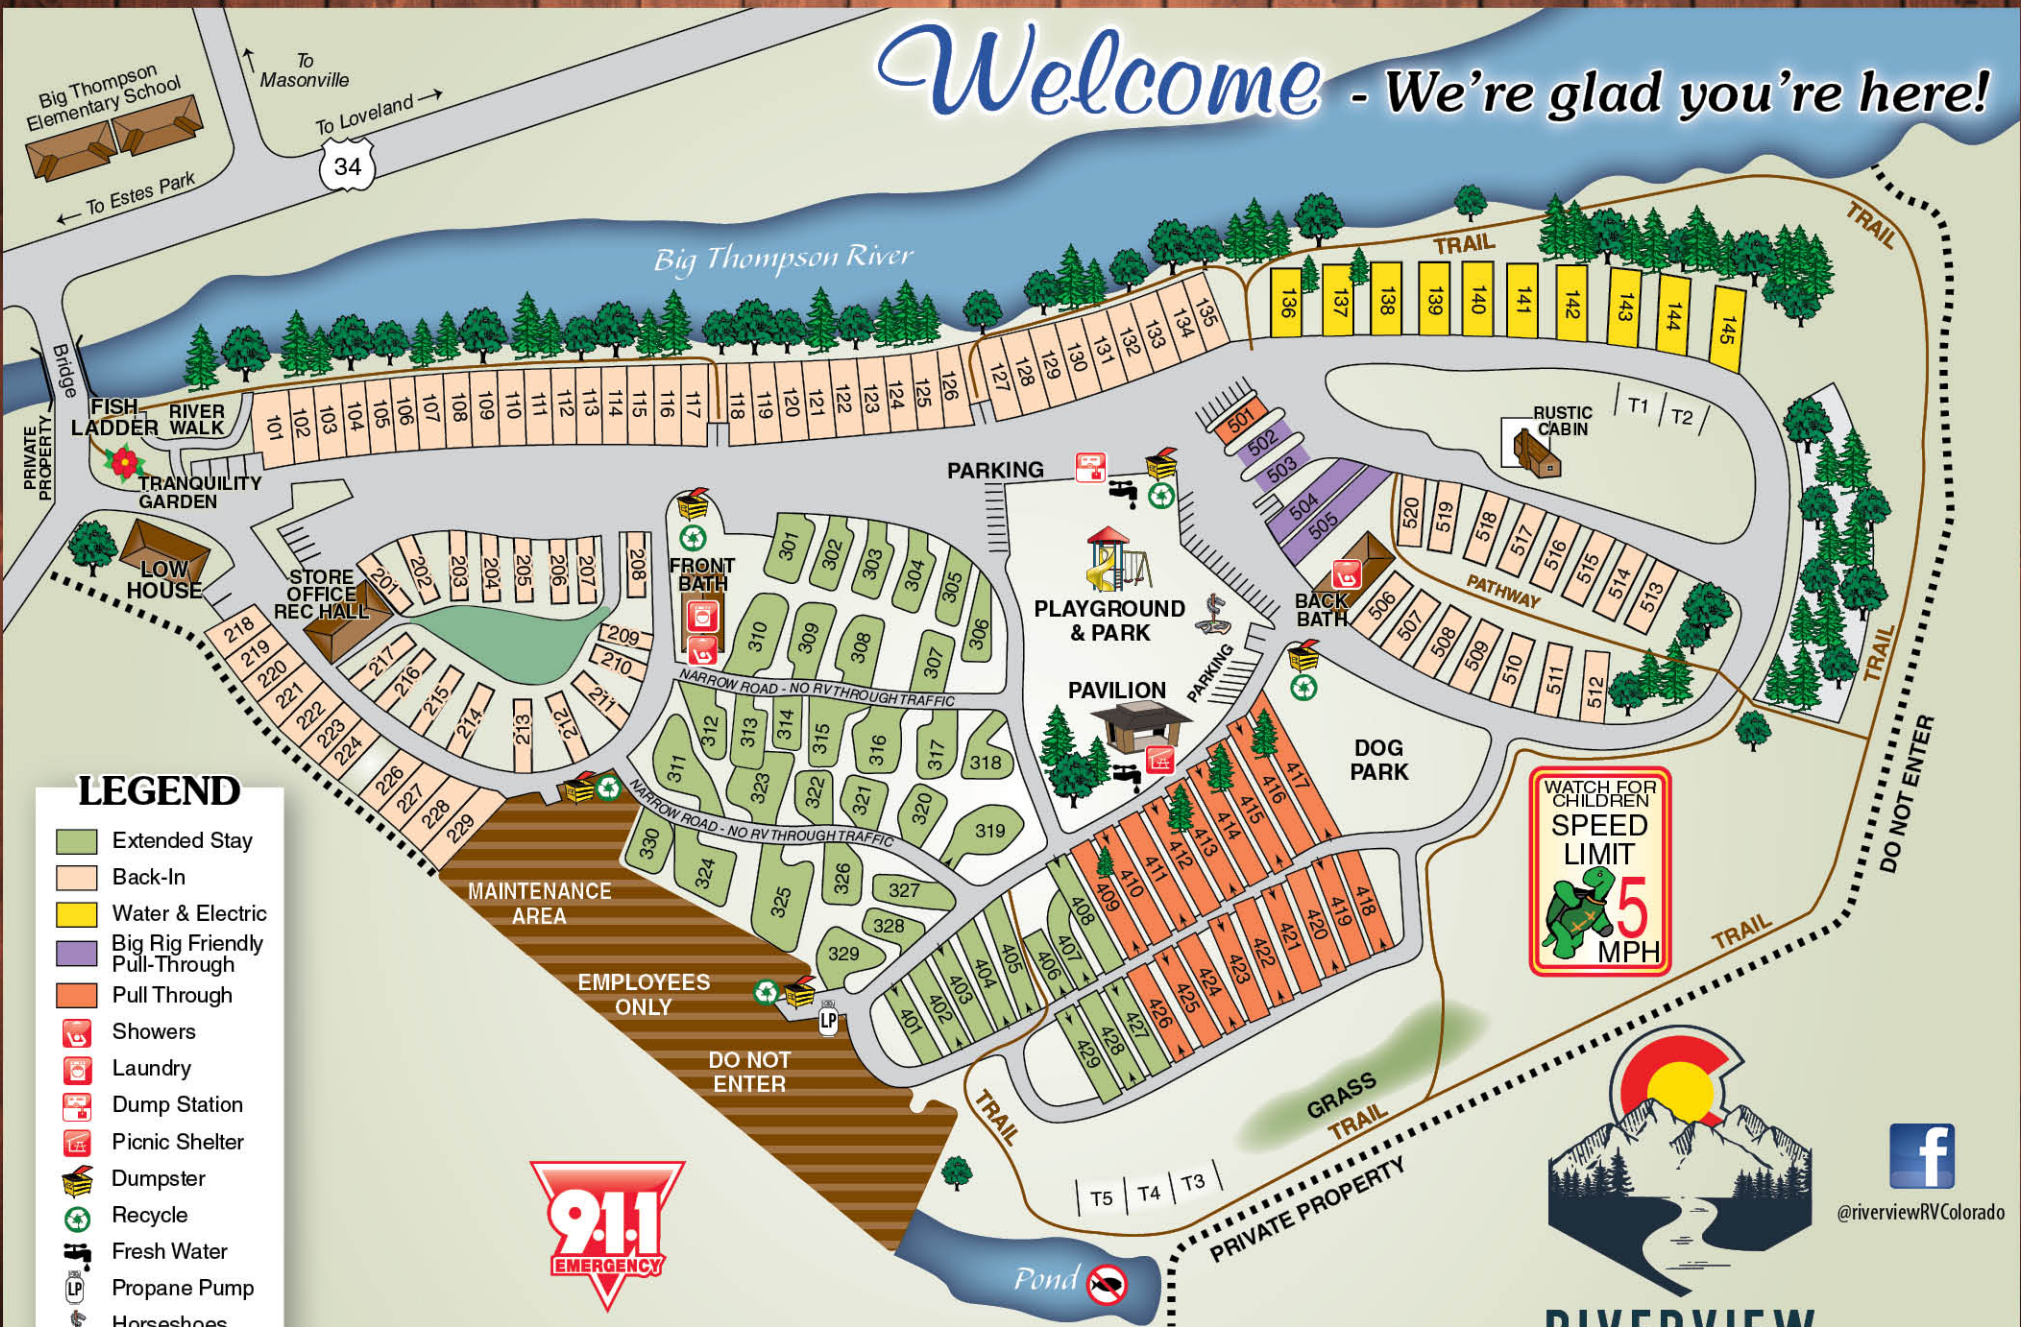 Welcome - We're glad you're here!
Big Thompson
Elementary School
To
Masonville
To Loveland
34
To Estes Park
Big Thompson River
TRAIL
TRAIL
Bridge
PRIVATE
PROPERTY
FISH
LADDER
RIVER
WALK
TRANQUILITY
GARDEN
101
102
103
104
105
106
107
108
109
110
111
112
113
114
115
116
117
118
119
120
121
122
123
124
125
126
127
128
129
130
131
132
133
134
135
136
137
138
139
140
141
142
143
144
145
T1
T2
RUSTIC
CABIN
501
502
503
504
505
520
519
518
517
516
515
514
513
PATHWAY
506
507
508
509
510
511
512
BACK
BATH
PARKING
PLAYGROUND
& PARK
PARKING
PAVILION
DOG
PARK
LOW
HOUSE
STORE
OFFICE
REC HALL
201
202
203
204
205
206
207
208
209
210
211
212
213
214
215
216
217
218
219
220
221
222
223
224
226
227
228
229
FRONT
BATH
301
302
303
304
305
306
307
308
309
310
NARROW ROAD - NO RV THROUGH TRAFFIC
311
312
313
314
315
316
317
318
319
320
321
322
323
NARROW ROAD - NO RV THROUGH TRAFFIC
330
324
325
326
327
328
329
401
402
403
404
405
406
407
408
409
410
411
412
413
414
415
416
417
418
419
420
421
422
423
424
425
426
427
428
429
MAINTENANCE
AREA
EMPLOYEES
ONLY
DO NOT
ENTER
LP
TRAIL
DO NOT ENTER
WATCH FOR
CHILDREN
SPEED
LIMIT
5
MPH
TRAIL
GRASS
TRAIL
TRAIL
T5
T4
T3
PRIVATE PROPERTY
Pond
9-1-1
EMERGENCY
LEGEND
Extended Stay
Back-In
Water & Electric
Big Rig Friendly
Pull-Through
Pull Through
Showers
Laundry
Dump Station
Picnic Shelter
Dumpster
Recycle
Fresh Water
LP
Propane Pump
Horseshoes
f
@riverviewRVColorado
RIVERVIEW